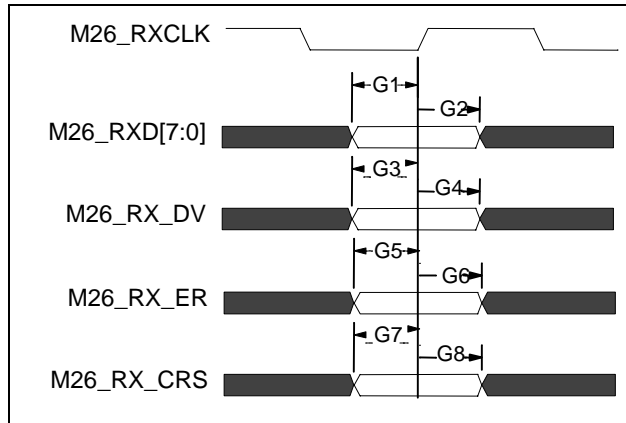 M26_RXCLK
G1
G2
M26_RXD[7:0]
G3
G4
M26_RX_DV
G5
G6
M26_RX_ER
G7
G8
M26_RX_CRS